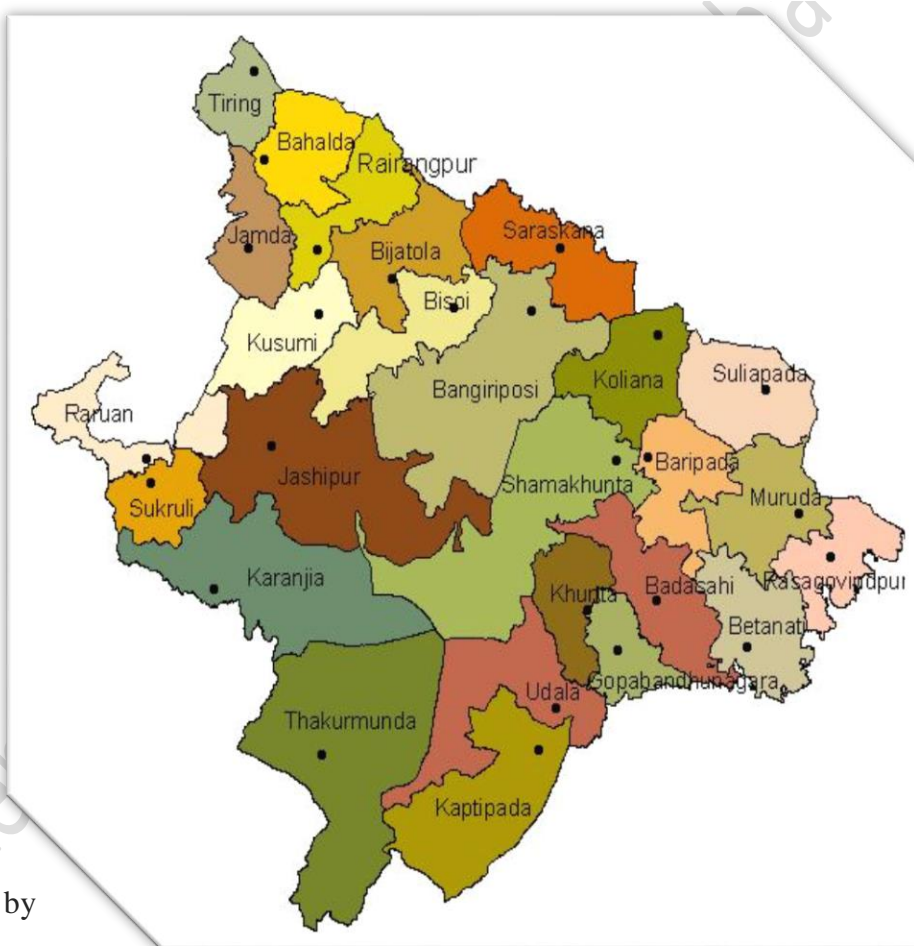 Tiring
Bahalda
Rairangpur
Jamda
Saraskana
Bijatola
Bisoi
Kusumi
Suliapada
Koliana
Bangiriposi
Raruan
Baripada
Jashipur
Shamakhunta
Muruda
Sukruli
Karanjia
Badasahi
Rasagovindpur
Khunta
Betanati
Gopabandhunagara
Udala
Thakurmunda
Kaptipada
by